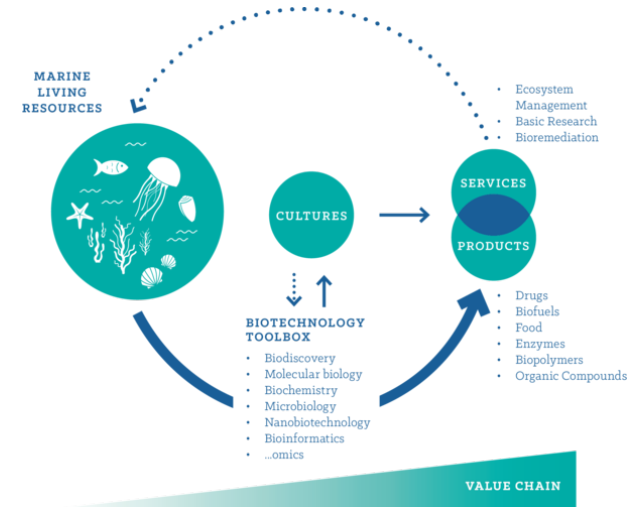 MARINE
LIVING
RESOURCES
• Ecosystem
Management
• Basic Research
• Bioremediation
SERVICES
PRODUCTS
CULTURES
BIOTECHNOLOGY
TOOLBOX
• Biodiscovery
• Molecular biology
• Biochemistry
• Microbiology
• Nanobiotechnology
• Bioinformatics
• ...omics
• Drugs
• Biofuels
• Food
• Enzymes
• Biopolymers
• Organic Compounds
VALUE CHAIN